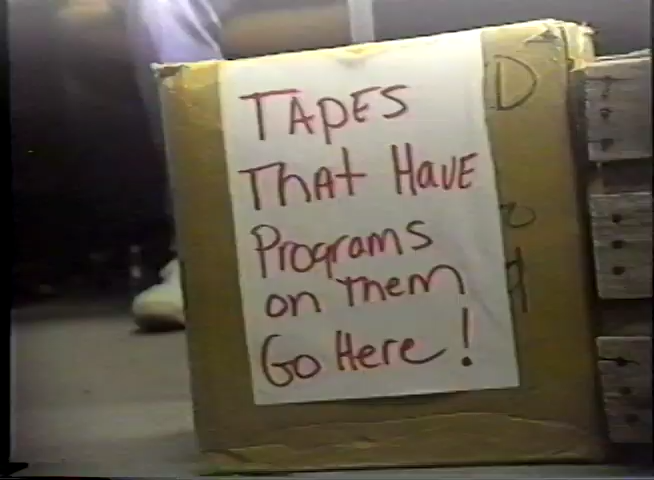 TAPES
ThAt HAVE
Programs
on them
Go Here!
D